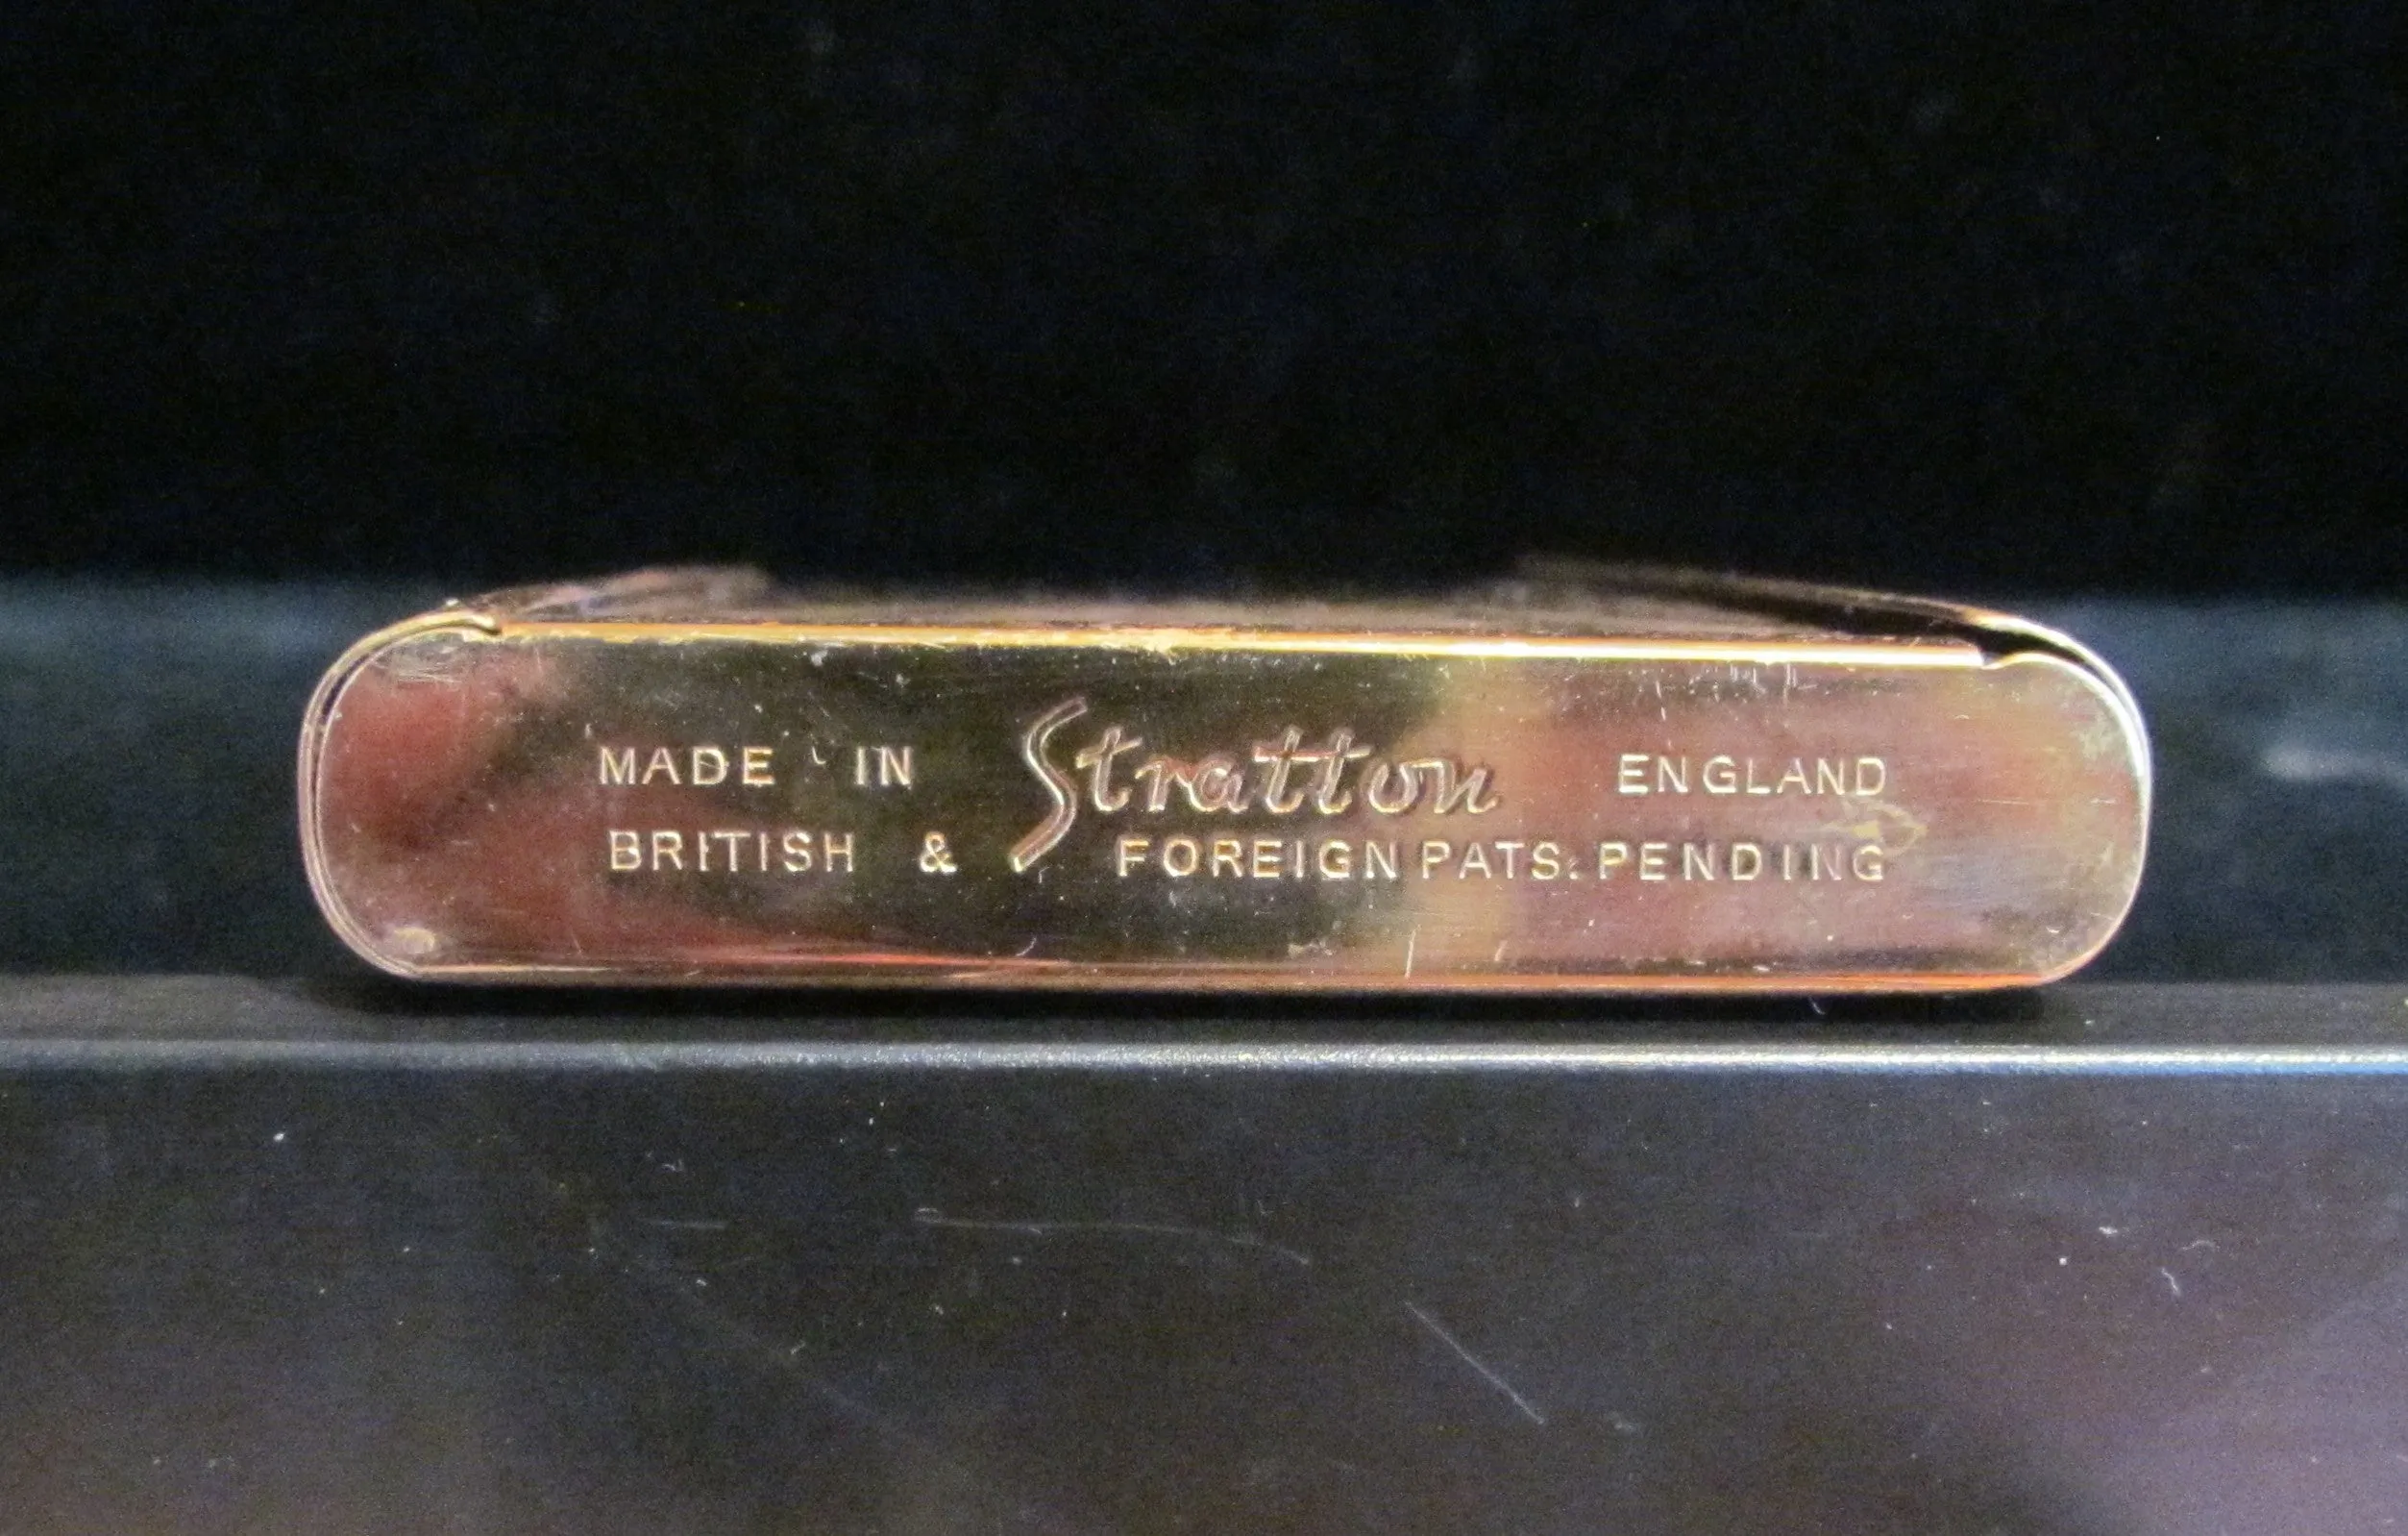 MADE IN Stratton ENGLAND
BRITISH & FOREIGN PATS. PENDING